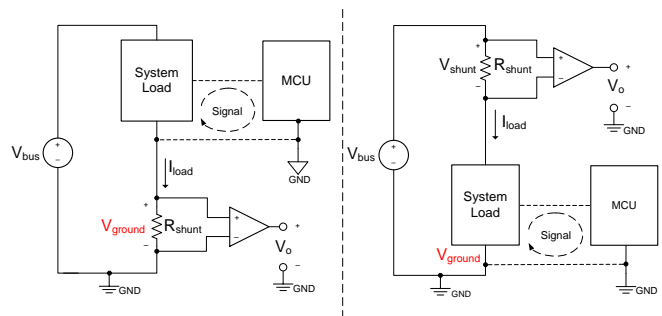 System
Load
MCU
Signal
V_bus
+
−
I_load
GND
+
V_ground
R_shunt
−
+
−
+
V_o
−
GND
GND
+
V_shunt
R_shunt
−
+
−
+
V_o
−
GND
I_load
V_bus
+
−
System
Load
MCU
Signal
V_ground
GND
GND